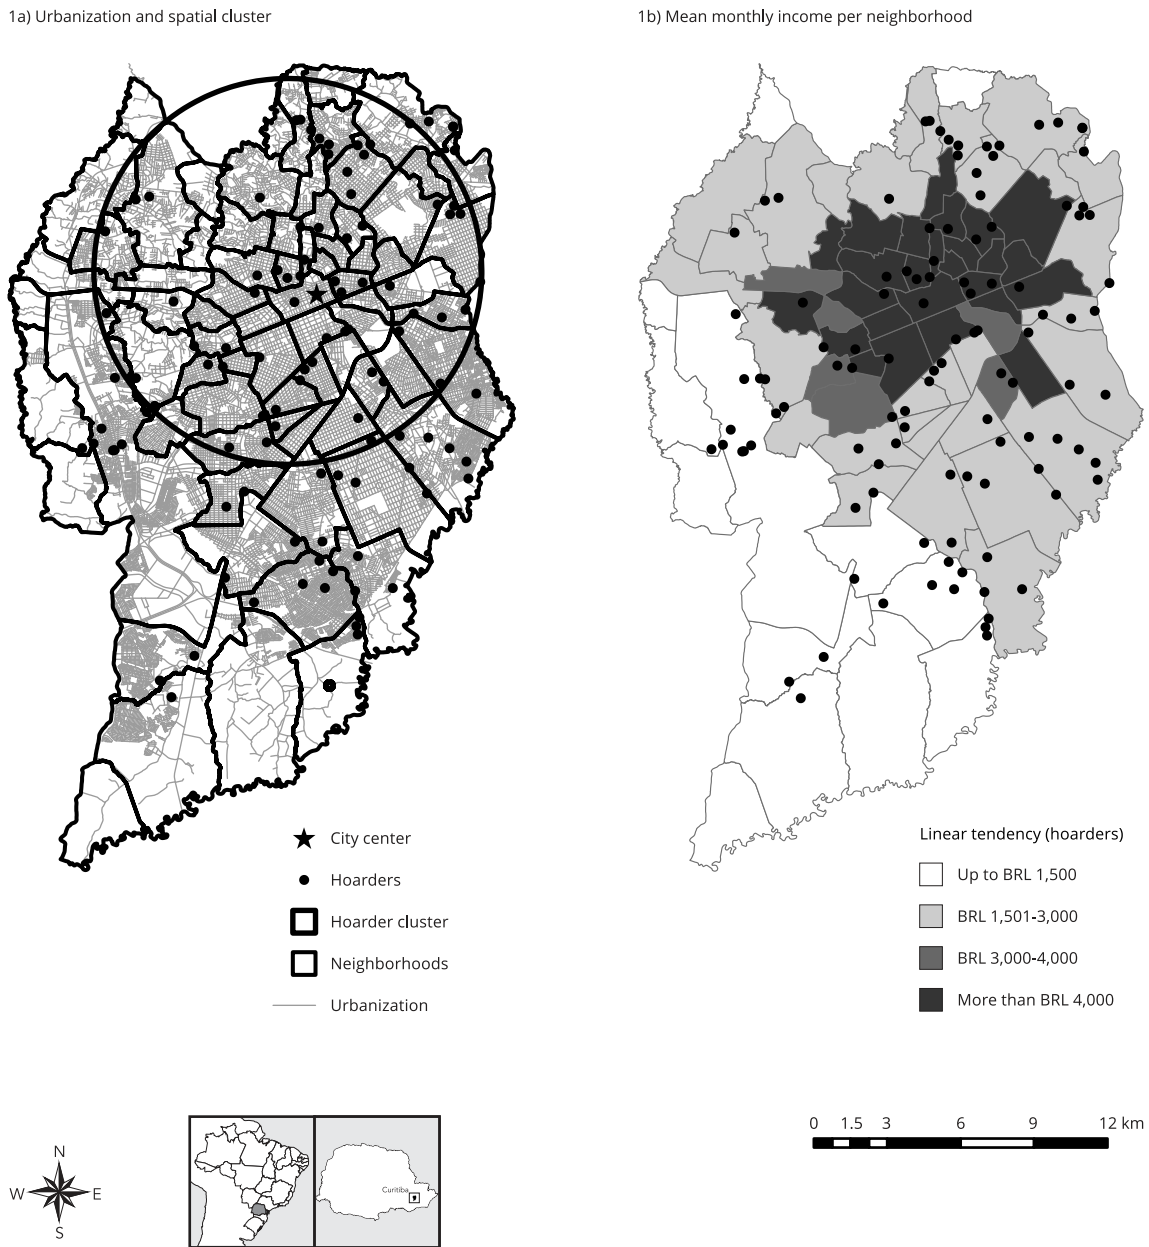 1a) Urbanization and spatial cluster
1b) Mean monthly income per neighborhood
City center
Hoarders
Hoarder cluster
Neighborhoods
Urbanization
Linear tendency (hoarders)
Up to BRL 1,500
BRL 1,501-3,000
BRL 3,000-4,000
More than BRL 4,000
0 1.5 3 6 9 12 km
N
W E
S
Curitiba